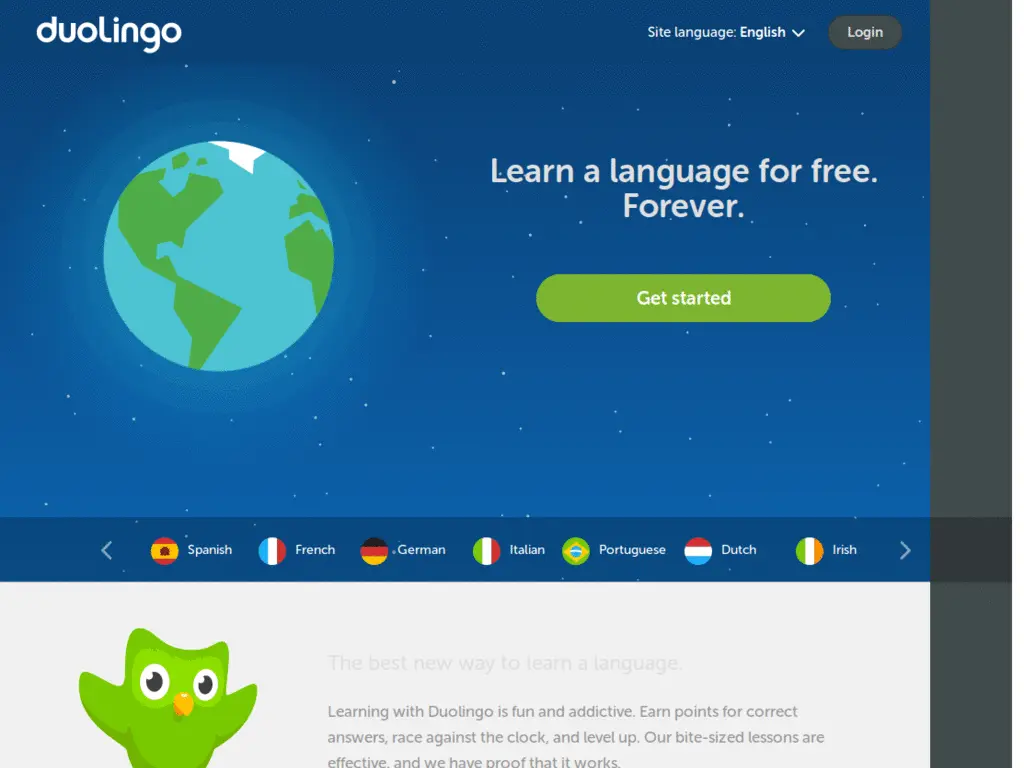 duolingo
Site language: English
Login
Learn a language for free.
Forever.
Get started
Spanish French German Italian Portuguese Dutch Irish
The best new way to learn a language.
Learning with Duolingo is fun and addictive. Earn points for correct
answers, race against the clock, and level up. Our bite-sized lessons are
effective, and we have proof that it works.